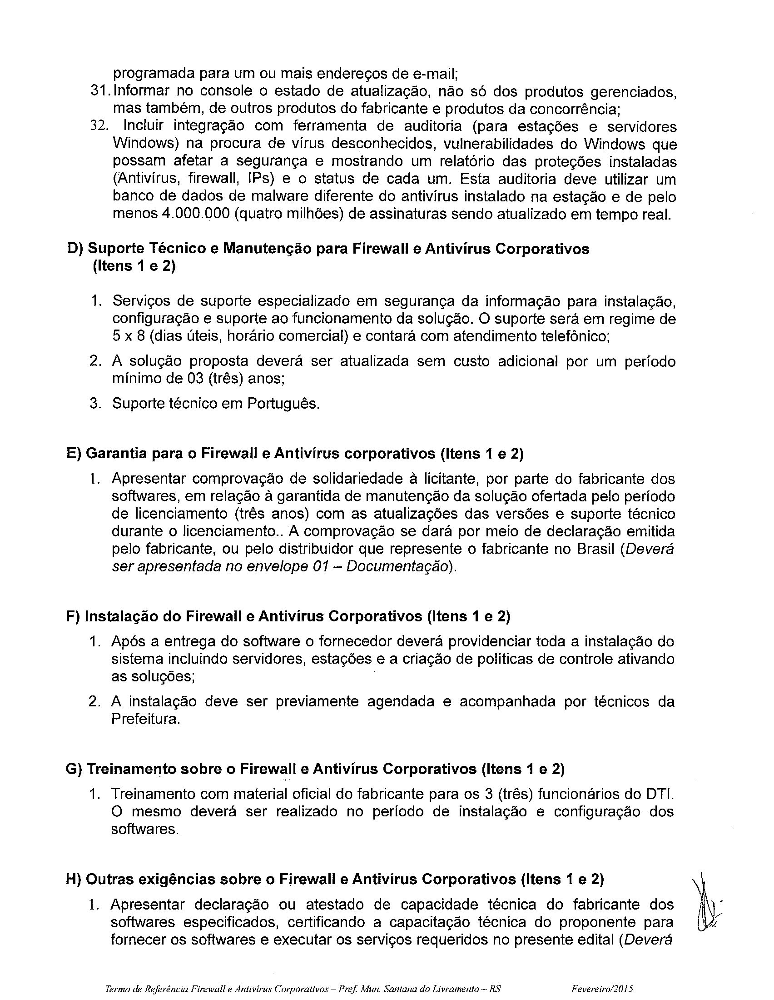 programada para um ou mais endereços de e-mail;
31. Informar no console o estado de atualização, não só dos produtos gerenciados,
mas também, de outros produtos do fabricante e produtos da concorrência;
32. Incluir integração com ferramenta de auditoria (para estações e servidores
Windows) na procura de vírus desconhecidos, vulnerabilidades do Windows que
possam afetar a segurança e mostrando um relatório das proteções instaladas
(Antivírus, firewall, IPs) e o status de cada um. Esta auditoria deve utilizar um
banco de dados de malware diferente do antivírus instalado na estação e de pelo
menos 4.000.000 (quatro milhões) de assinaturas sendo atualizado em tempo real.
D) Suporte Técnico e Manutenção para Firewall e Antivírus Corporativos
(Itens 1 e 2)
1. Serviços de suporte especializado em segurança da informação para instalação,
configuração e suporte ao funcionamento da solução. O suporte será em regime de
5 x 8 (dias úteis, horário comercial) e contará com atendimento telefônico;
2. A solução proposta deverá ser atualizada sem custo adicional por um período
mínimo de 03 (três) anos;
3. Suporte técnico em Português.
E) Garantia para o Firewall e Antivírus corporativos (Itens 1 e 2)
1. Apresentar comprovação de solidariedade à licitante, por parte do fabricante dos
softwares, em relação à garantida de manutenção da solução ofertada pelo período
de licenciamento (três anos) com as atualizações das versões e suporte técnico
durante o licenciamento.. A comprovação se dará por meio de declaração emitida
pelo fabricante, ou pelo distribuidor que represente o fabricante no Brasil (Deverá
ser apresentada no envelope 01 – Documentação).
F) Instalação do Firewall e Antivírus Corporativos (Itens 1 e 2)
1. Após a entrega do software o fornecedor deverá providenciar toda a instalação do
sistema incluindo servidores, estações e a criação de políticas de controle ativando
as soluções;
2. A instalação deve ser previamente agendada e acompanhada por técnicos da
Prefeitura.
G) Treinamento sobre o Firewall e Antivírus Corporativos (Itens 1 e 2)
1. Treinamento com material oficial do fabricante para os 3 (três) funcionários do DTI.
O mesmo deverá ser realizado no período de instalação e configuração dos
softwares.
H) Outras exigências sobre o Firewall e Antivírus Corporativos (Itens 1 e 2)
1. Apresentar declaração ou atestado de capacidade técnica do fabricante dos
softwares especificados, certificando a capacitação técnica do proponente para
fornecer os softwares e executar os serviços requeridos no presente edital (Deverá
Termo de Referência Firewall e Antivírus Corporativos – Pref. Mun. Santana do Livramento – RS Fevereiro/2015